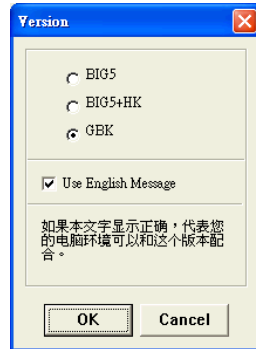 Version
BIG5
BIG5+HK
GBK
Use English Message
如果本文字显示正确，代表您
的电脑环境可以和这个版本配
合。
OK
Cancel